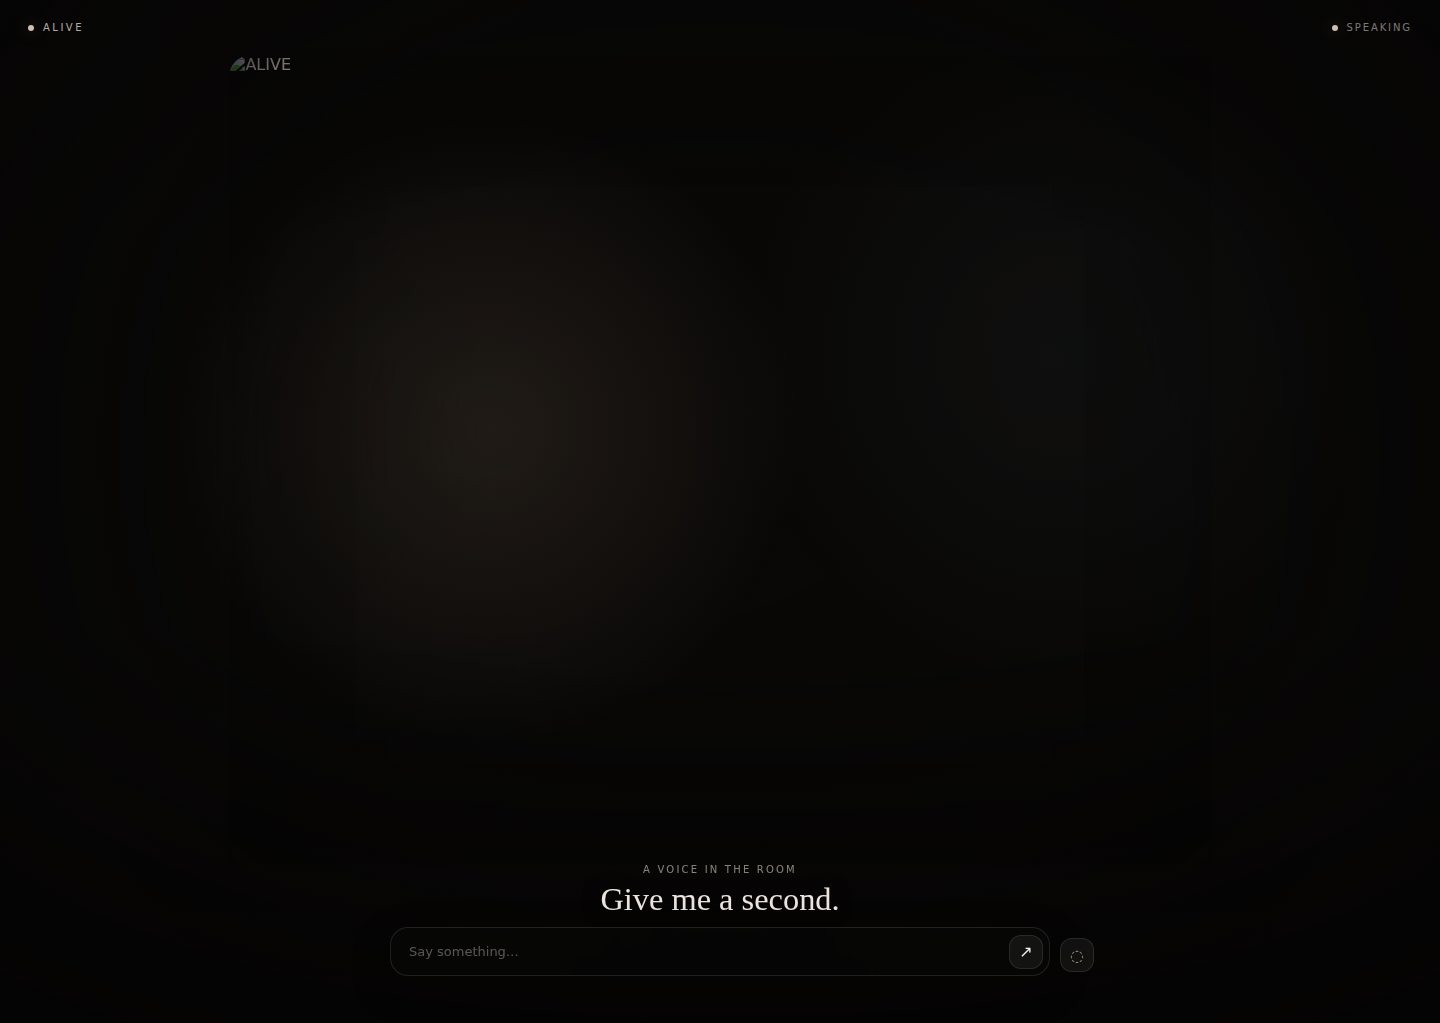 ALIVE
SPEAKING
ALIVE
A VOICE IN THE ROOM
Give me a second.
Say something...